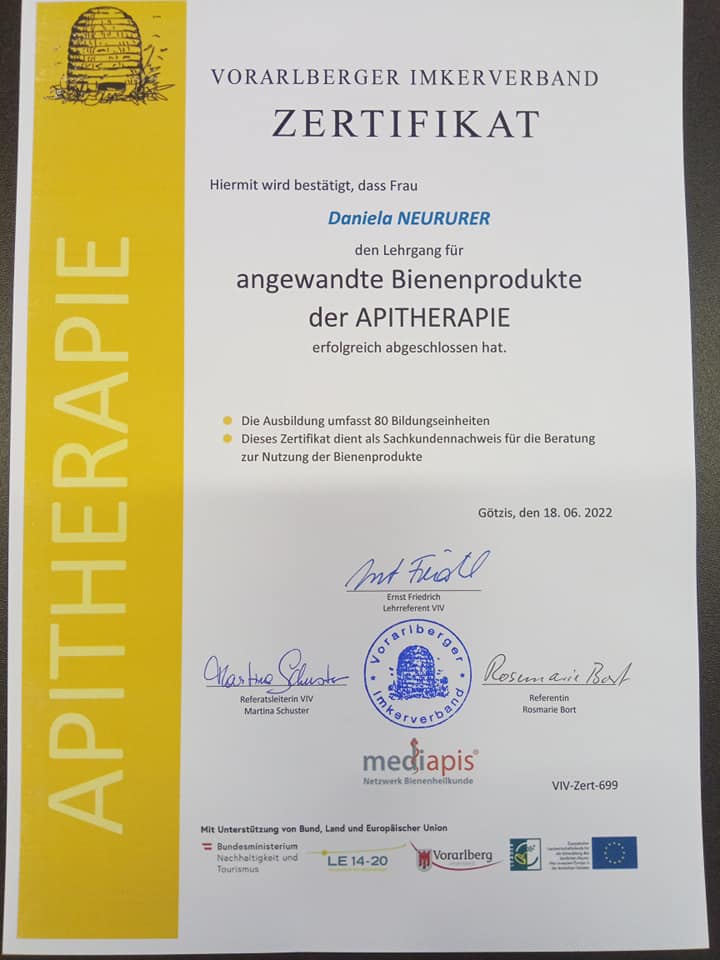 VORARLBERGER IMKERVERBAND
ZERTIFIKAT
Hiermit wird bestätigt, dass Frau
Daniela NEURURER
den Lehrgang für
angewandte Bienenprodukte
der APITHERAPIE
erfolgreich abgeschlossen hat.
Die Ausbildung umfasst 80 Bildungseinheiten
Dieses Zertifikat dient als Sachkundennachweis für die Beratung
zur Nutzung der Bienenprodukte
Götzis, den 18. 06. 2022
Ernst Friedrich
Lehrreferent VIV
Martina Schuster
Referatsleiterin VIV
Martina Schuster
Vorarlberger
Imkerverband
Rosemarie Bort
Referentin
Rosmarie Bort
mediapis®
Netzwerk Bienenheilkunde
VIV-Zert-699
Mit Unterstützung von Bund, Land und Europäischer Union
Bundesministerium
Nachhaltigkeit und
Tourismus
LE 14-20
Vorarlberg
APITHERAPIE